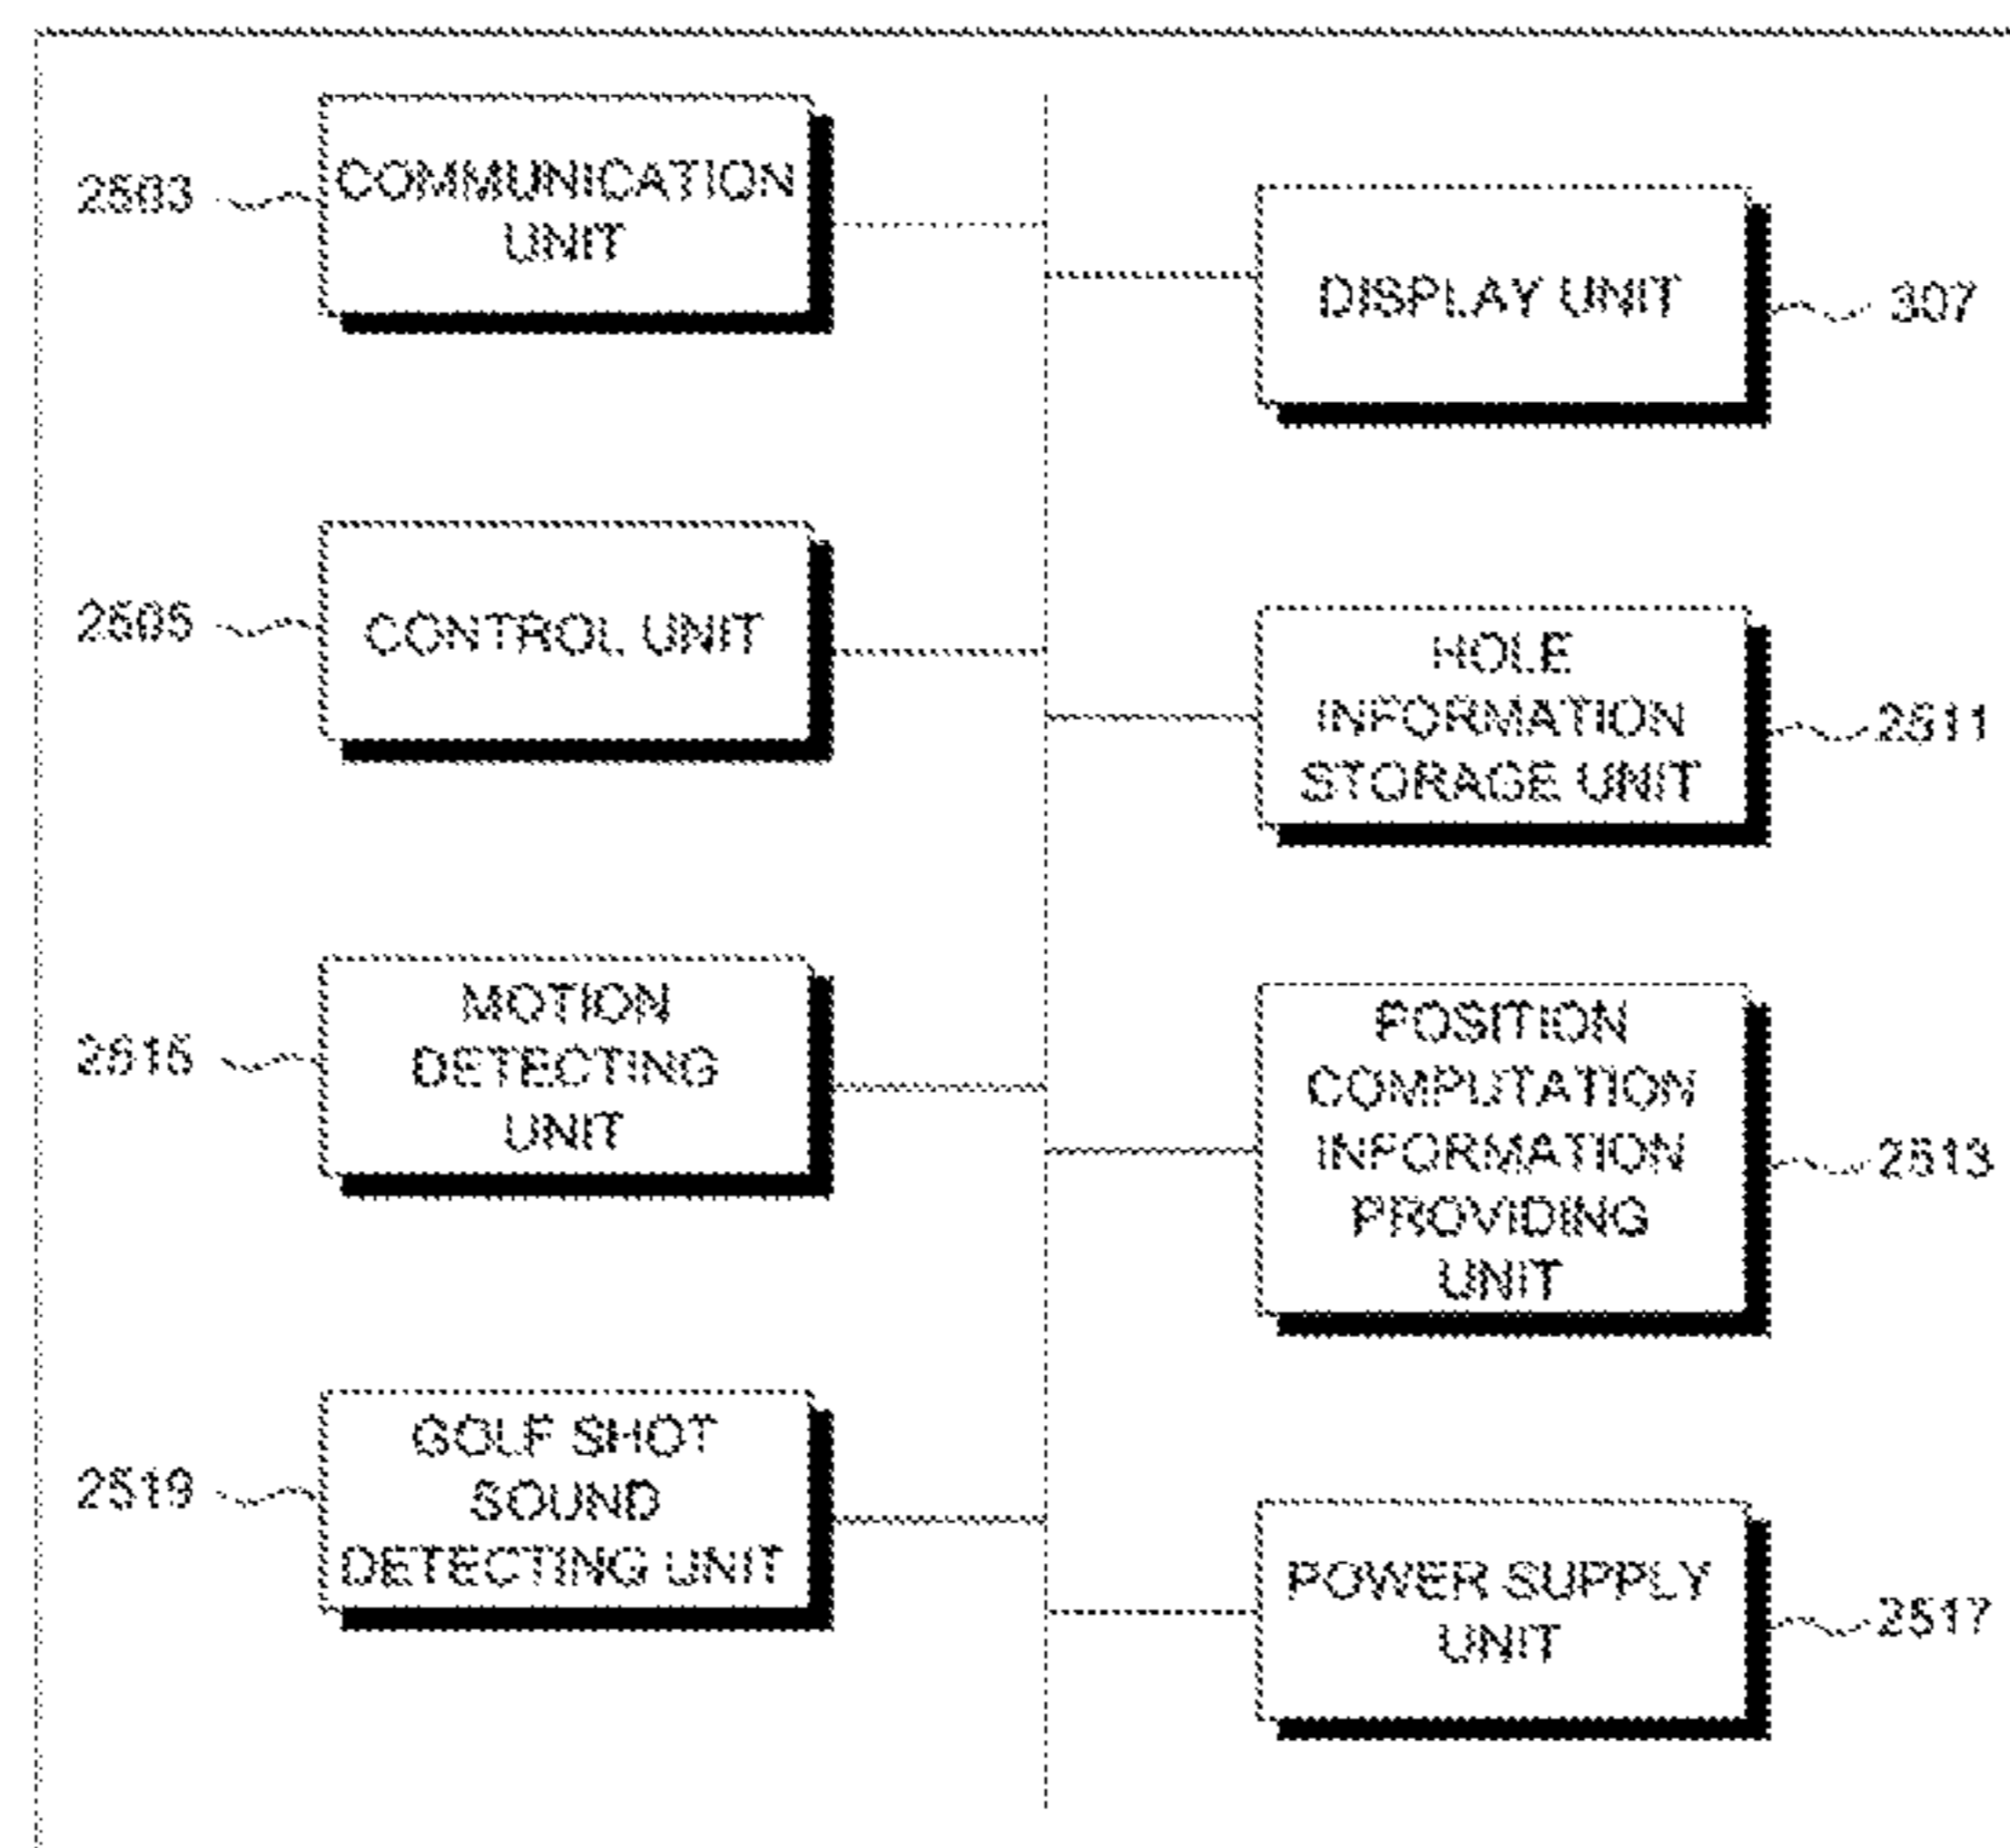 2503
COMMUNICATION
UNIT
DISPLAY UNIT
307
2505
CONTROL UNIT
HOLE
INFORMATION
STORAGE UNIT
2511
2515
MOTION
DETECTING
UNIT
POSITION
COMPUTATION
INFORMATION
PROVIDING
UNIT
2513
2519
GOLF SHOT
SOUND
DETECTING UNIT
POWER SUPPLY
UNIT
2517